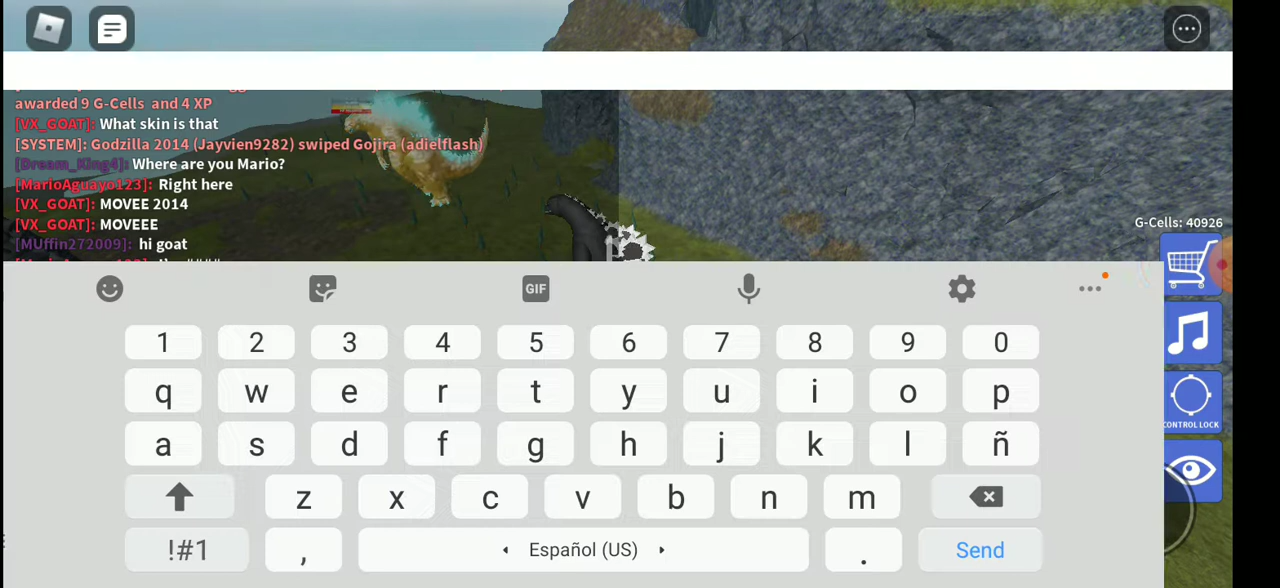 awarded 9 G-Cells and 4 XP
[VX_GOAT]: What skin is that
[SYSTEM]: Godzilla 2014 (Jayvien9282) swiped Gojira (adielflash)
[Dream_King4]: Where are you Mario?
[MarioAguayo123]: Right here
[VX_GOAT]: MOVEE 2014
[VX_GOAT]: MOVEEE
[MUffin272009]: hi goat
G-Cells: 40926
CONTROL LOCK
GIF
1 2 3 4 5 6 7 8 9 0
q w e r t y u i o p
a s d f g h j k l ñ
z x c v b n m
!#1 , Español (US) . Send